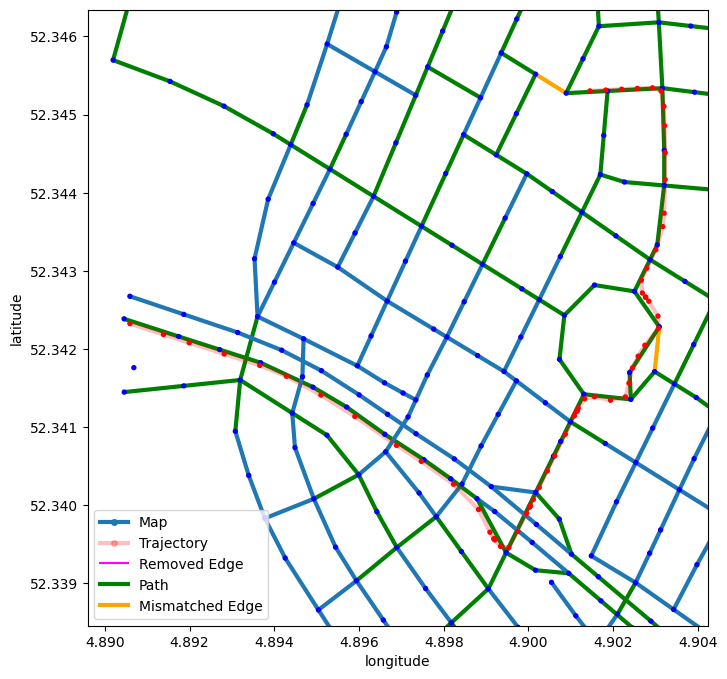 52.346
52.345
52.344
52.343
52.342
52.341
52.340
52.339
latitude
Map
Trajectory
Removed Edge
Path
Mismatched Edge
4.890 4.892 4.894 4.896 4.898 4.900 4.902 4.904
longitude